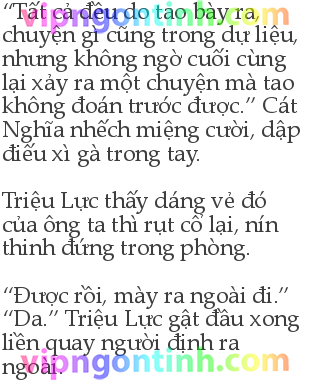 “Tất cả đều do tao bày ra,
vipngontinh.com
chuyện gì cũng trong dự liệu,
nhưng không ngờ cuối cùng
lại xảy ra một chuyện mà tao
không đoán trước được.” Cát
Nghĩa nhếch miệng cười, dập
điếu xì gà trong tay.
Triệu Lực thấy dáng vẻ đó
của ông ta thì rụt cổ lại, nín
thinh đứng trong phòng.
“Được rồi, mày ra ngoài đi.”
“Dạ.” Triệu Lực gật đầu xong
liền quay người định ra
vipngontinh.com
ngoài.